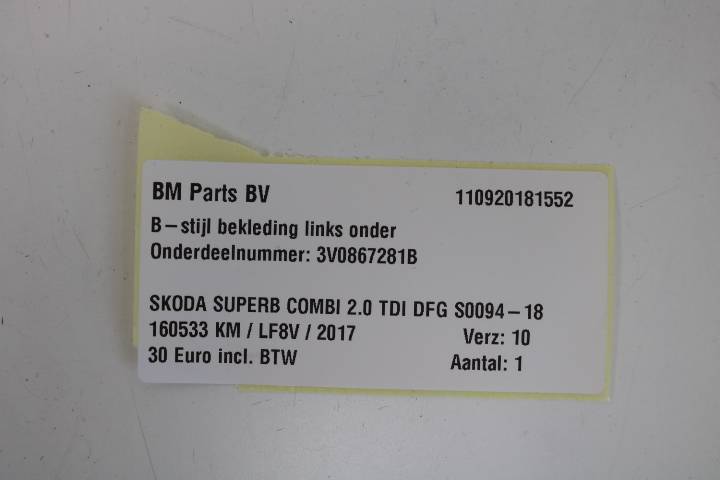 BM Parts BV 110920181552
B-stijl bekleding links onder
Onderdeelnummer: 3V0867281B
SKODA SUPERB COMBI 2.0 TDI DFG S0094-18
160533 KM / LF8V / 2017 Verz: 10
30 Euro incl. BTW Aantal: 1